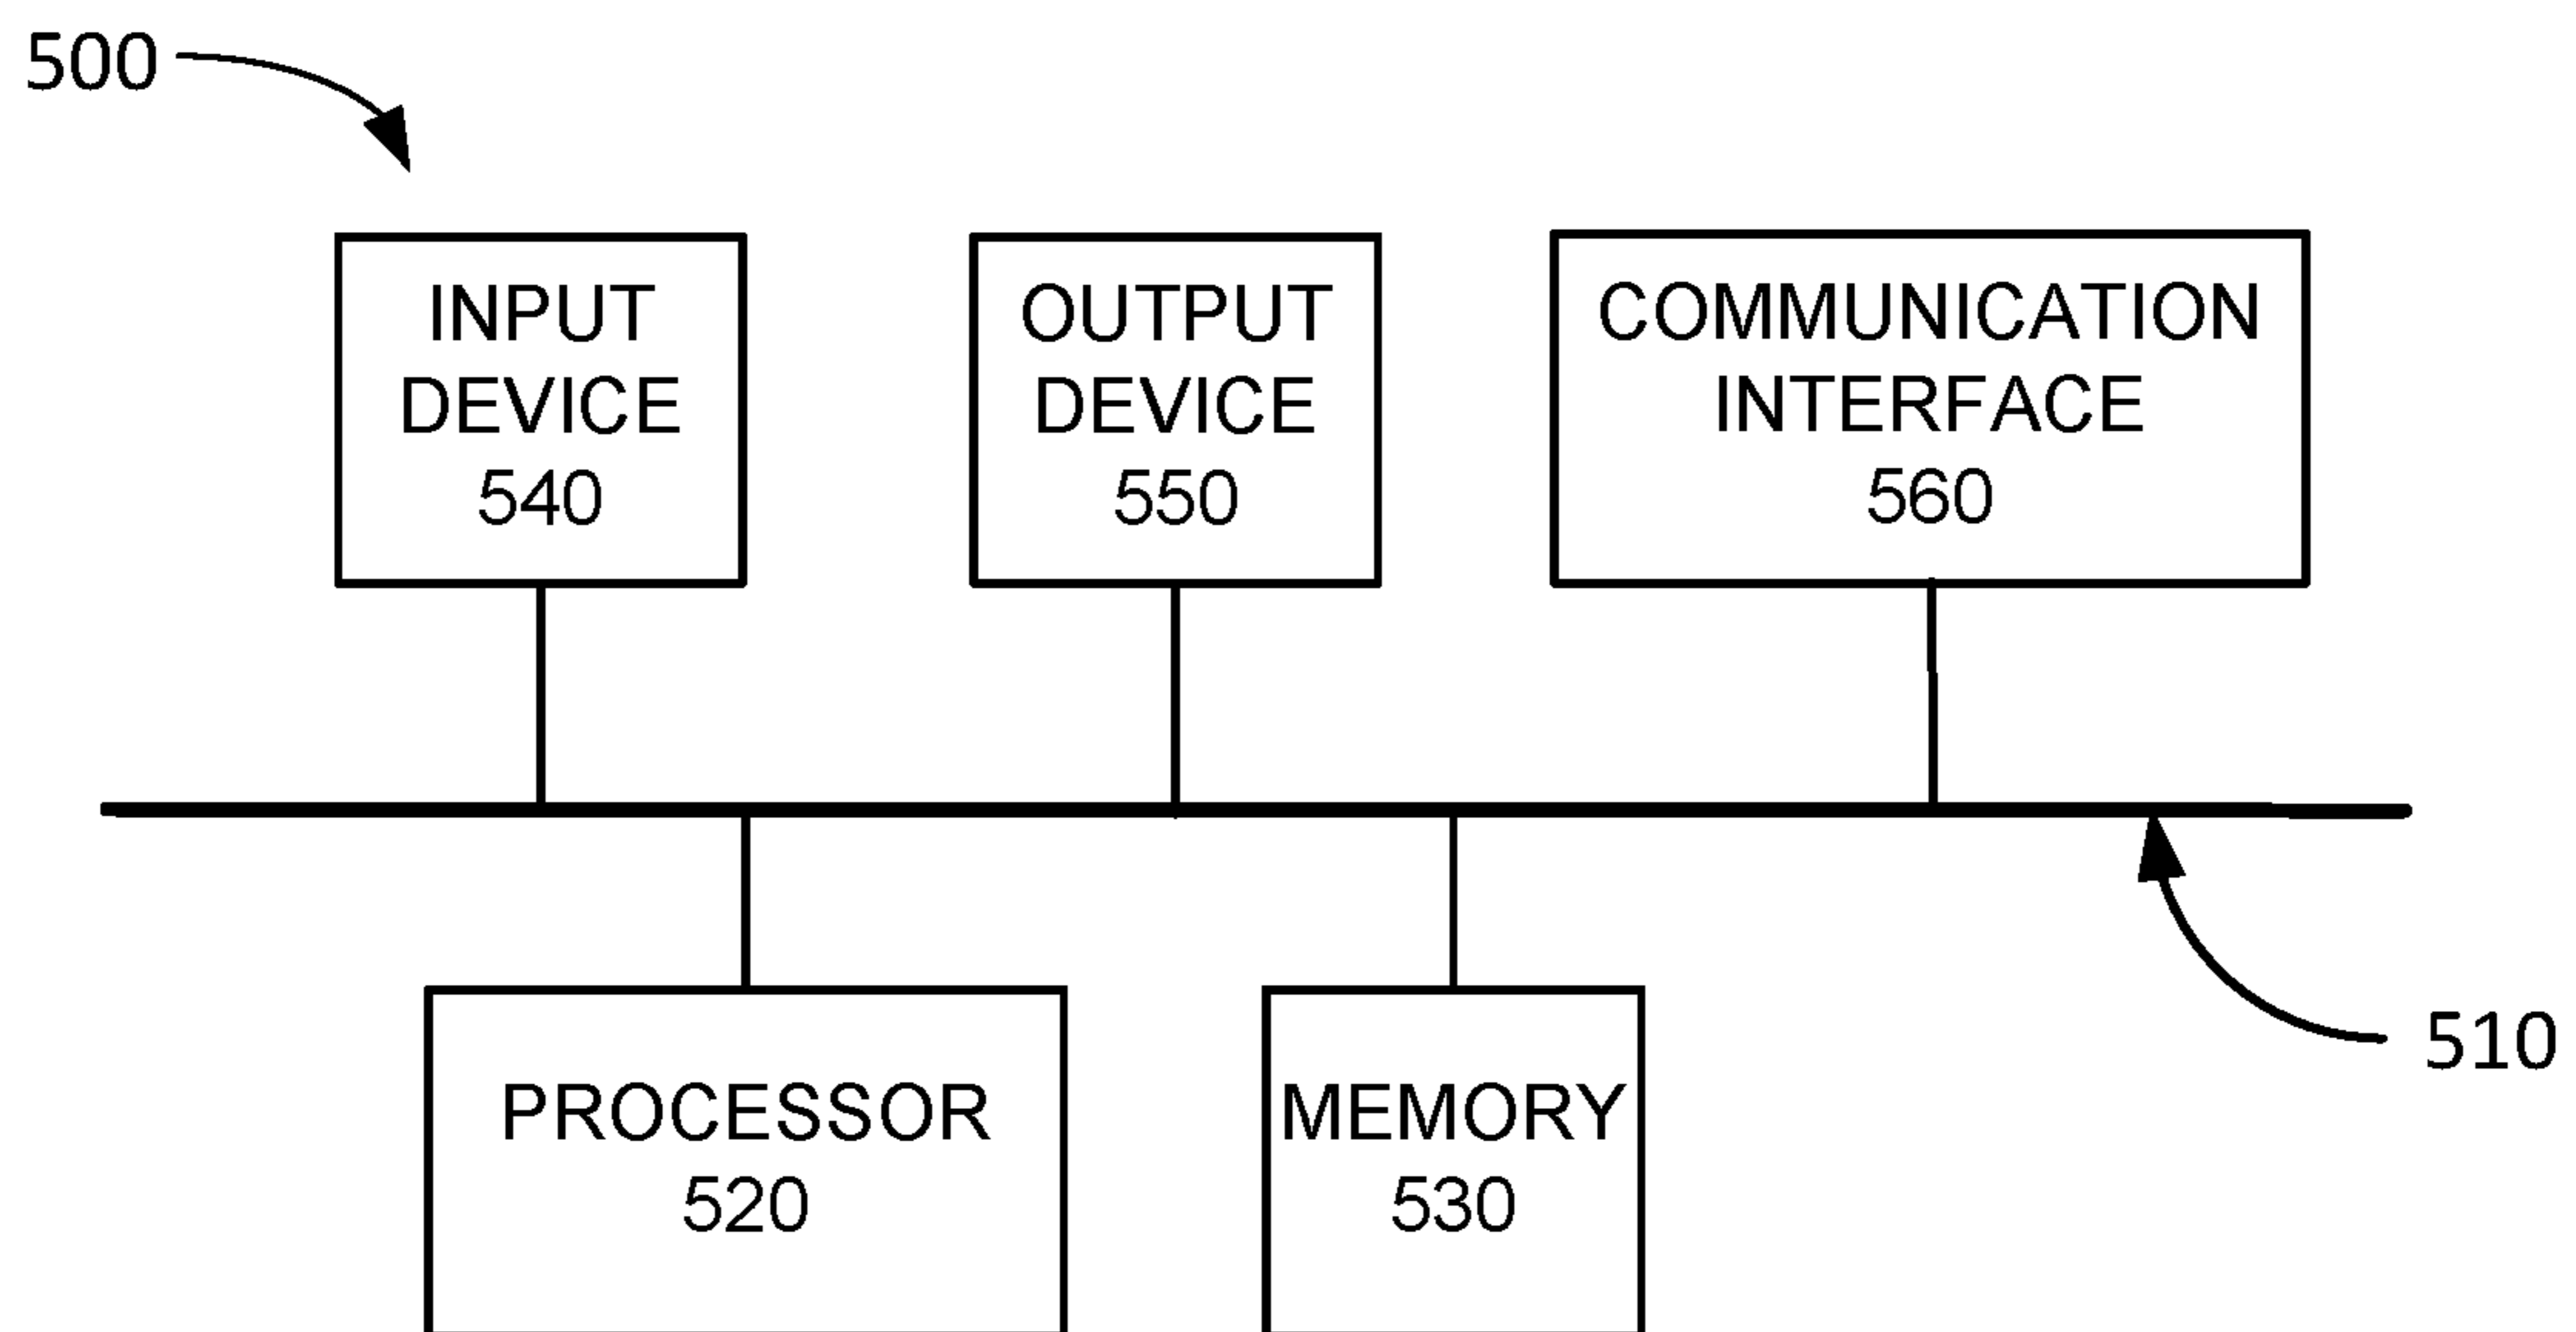 500
INPUT
DEVICE
540
OUTPUT
DEVICE
550
COMMUNICATION
INTERFACE
560
PROCESSOR
520
MEMORY
530
510